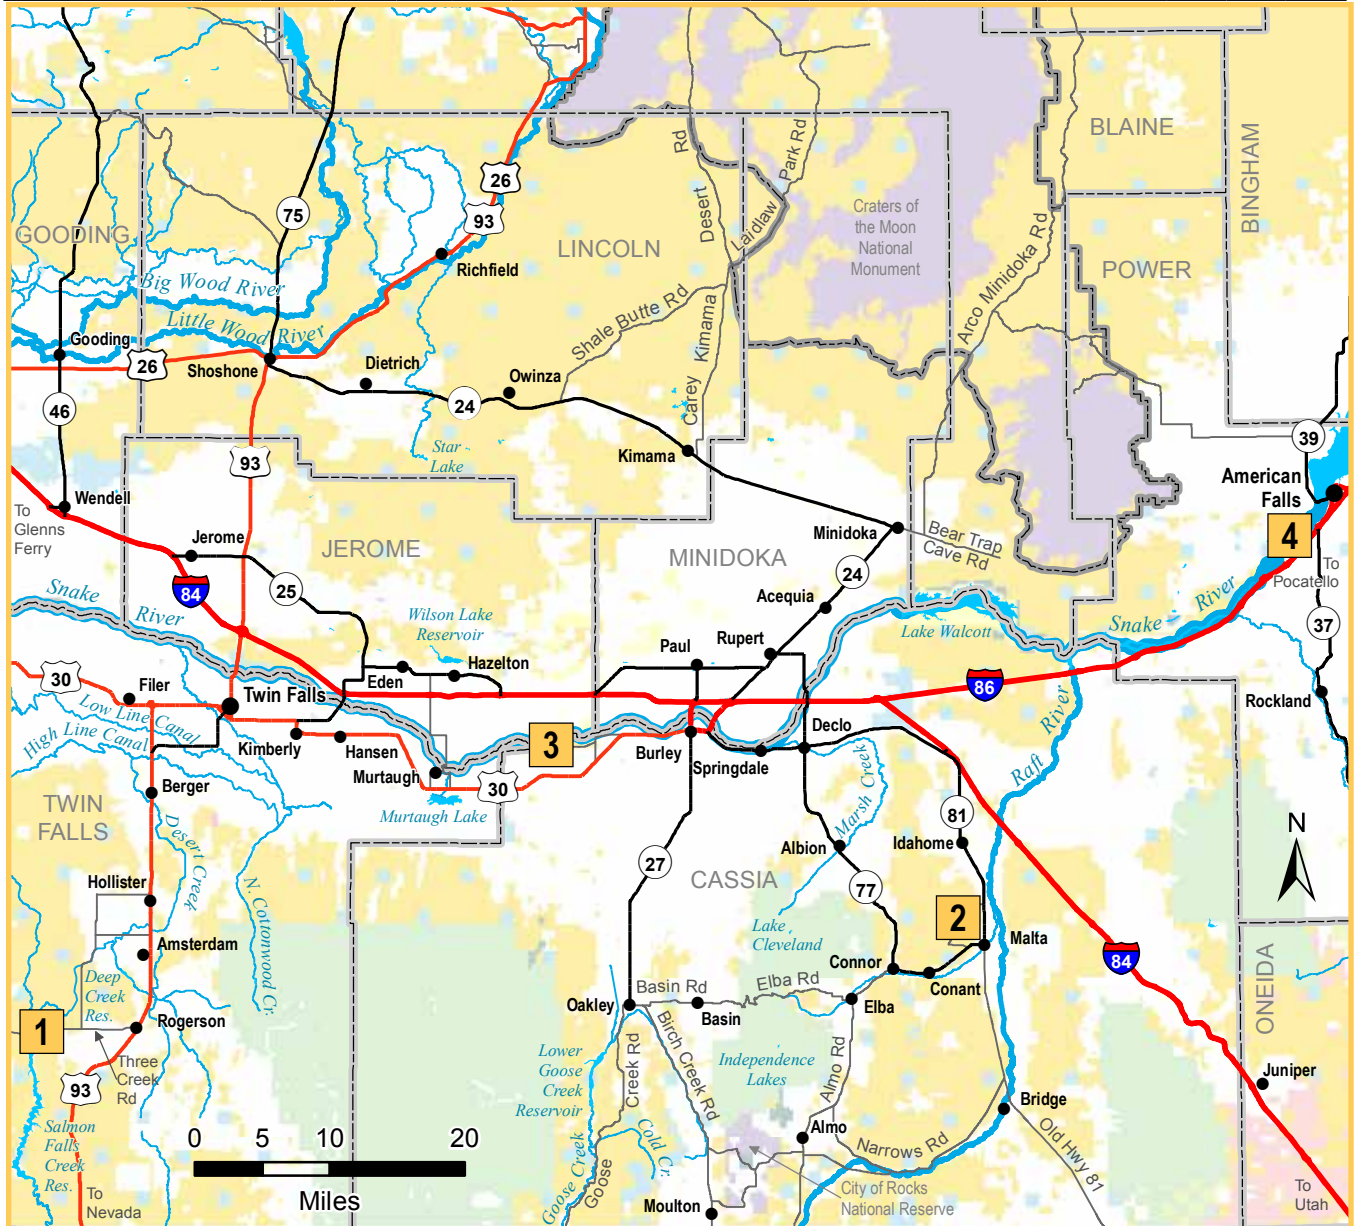 BLAINE
BINGHAM
Rd
Park Rd
26
75
93
Desert
Laidlaw
Craters of
the Moon
National
Monument
GOODING
LINCOLN
Richfield
POWER
Big Wood River
Arco Minidoka Rd
Little Wood River
Shale Butte Rd
Carey Kimama
Gooding
26
Shoshone
Dietrich
Owinza
46
24
Star
Lake
Kimama
39
93
American
Falls
Wendell
To
Glenns
Ferry
Jerome
JEROME
MINIDOKA
Minidoka
Bear Trap
Cave Rd
4
To
Pocatello
84
25
24
Snake
River
Wilson Lake
Reservoir
Acequia
Lake Walcott
Snake
River
37
Paul
Rupert
Hazelton
Eden
30
Filer
Twin Falls
86
River
Rockland
Low Line Canal
High Line Canal
Kimberly
Hansen
3
Burley
Springdale
Declo
Murtaugh
30
Raft
Marsh Creek
Berger
Murtaugh Lake
TWIN
FALLS
81
Desert Creek
Albion
Idahome
N
27
CASSIA
77
Hollister
N. Cottonwood Cr.
2
Lake
Cleveland
Malta
Amsterdam
84
ONEIDA
Deep
Creek
Res.
Connor
Conant
Basin Rd
Elba Rd
Oakley
Basin
Elba
1
Rogerson
Three
Creek
Rd
93
Birch Creek Rd
Lower
Goose
Creek
Reservoir
Creek Rd
Independence
Lakes
Almo Rd
Juniper
Bridge
Salmon
Falls
Creek
Res.
0 5 10 20
Miles
Cold Cr.
Almo
Narrows Rd
Old Hwy 81
Goose Creek
Goose
City of Rocks
National Reserve
To
Nevada
Moulton
To
Utah